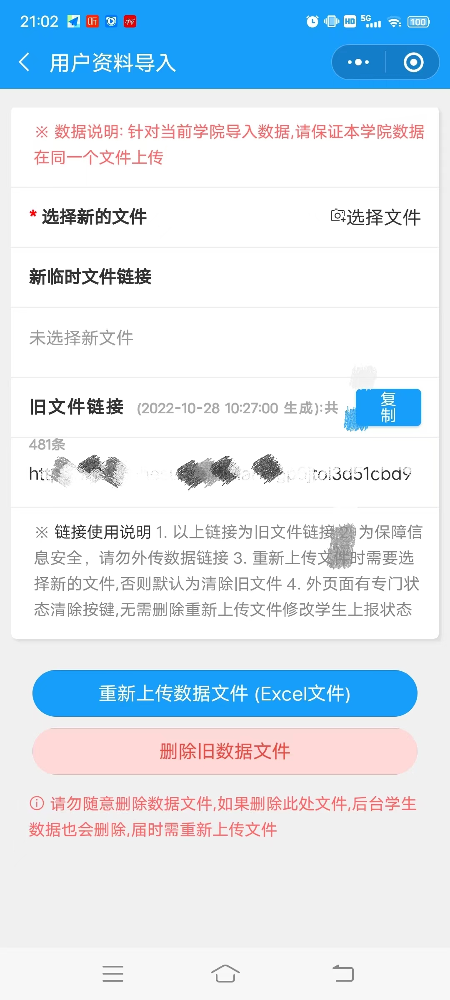 21:02 听 HD 5G 100
用户资料导入
※ 数据说明: 针对当前学院导入数据,请保证本学院数据
在同一个文件上传
* 选择新的文件 选择文件
新临时文件链接
未选择新文件
旧文件链接 (2022-10-28 10:27:00 生成):共
复
制
481条
jtoi3d51cbd9
※ 链接使用说明 1. 以上链接为旧文件链接 2. 为保障信
息安全，请勿外传数据链接 3. 重新上传文件时需要选
择新的文件,否则默认为清除旧文件 4. 外页面有专门状
态清除按键,无需删除重新上传文件修改学生上报状态
重新上传数据文件 (Excel文件)
删除旧数据文件
请勿随意删除数据文件,如果删除此处文件,后台学生
数据也会删除,届时需重新上传文件